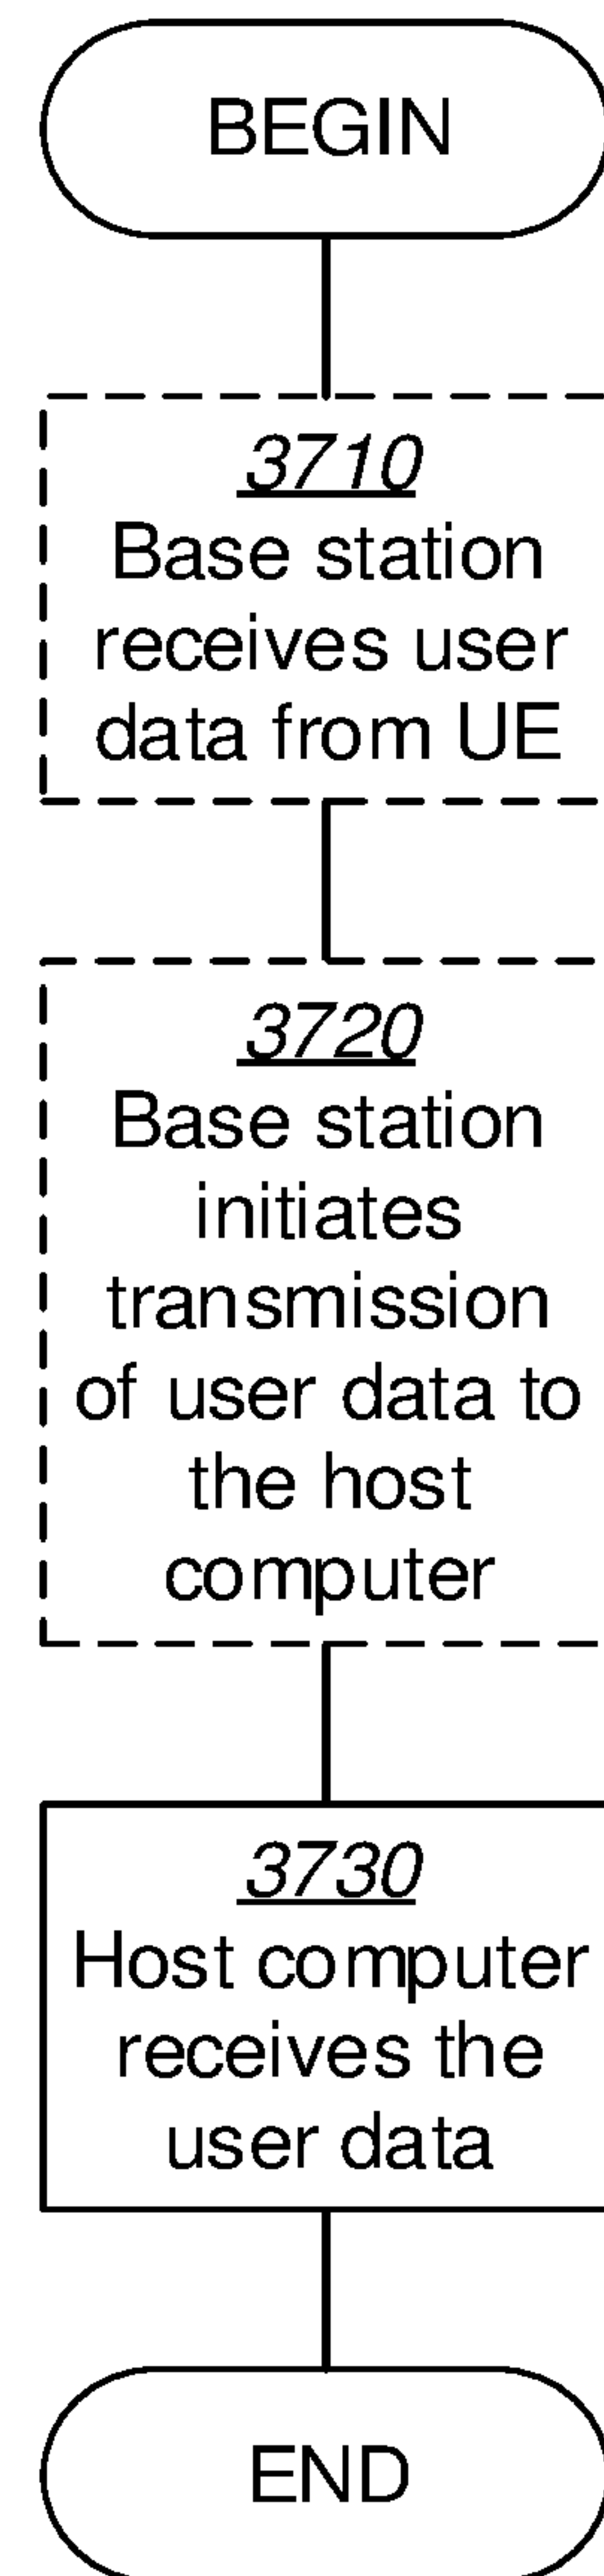 BEGIN
3710
Base station
receives user
data from UE
3720
Base station
initiates
transmission
of user data to
the host
computer
3730
Host computer
receives the
user data
END